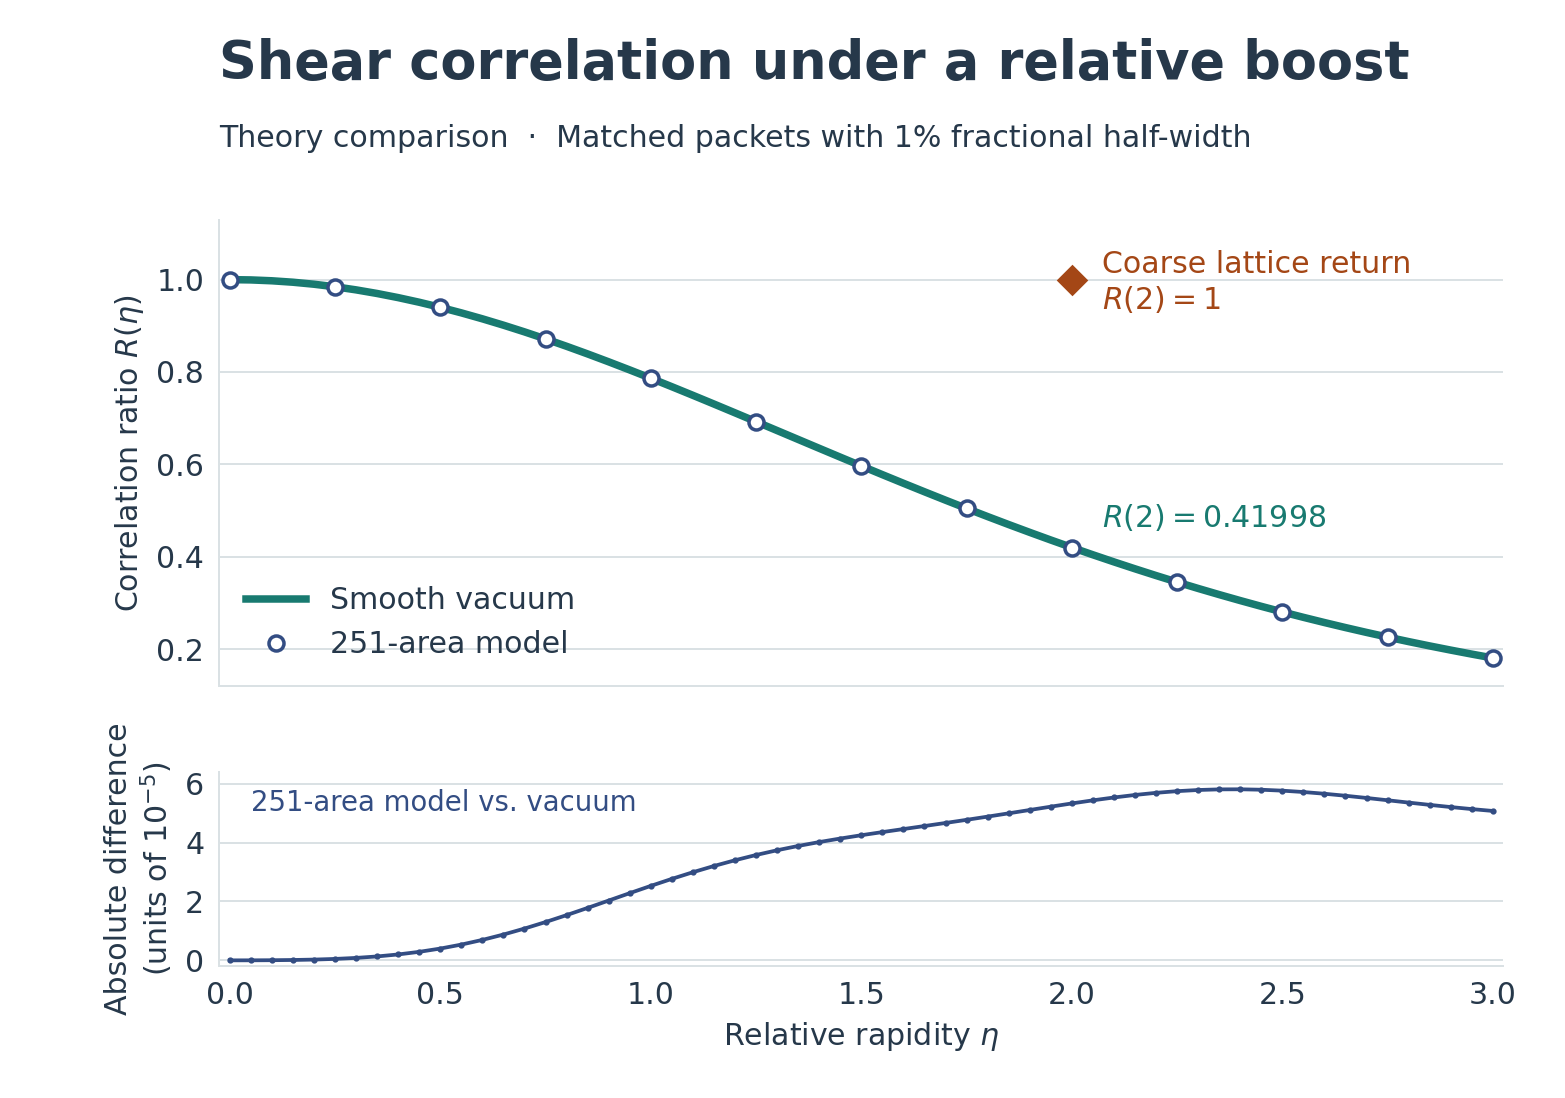 Shear correlation under a relative boost
Theory comparison · Matched packets with 1% fractional half-width
Correlation ratio R(η)
1.0
0.8
0.6
0.4
0.2
Coarse lattice return
R(2) = 1
R(2) = 0.41998
Smooth vacuum
251-area model
Absolute difference
(units of 10⁻⁵)
6
4
2
0
251-area model vs. vacuum
0.0 0.5 1.0 1.5 2.0 2.5 3.0
Relative rapidity η